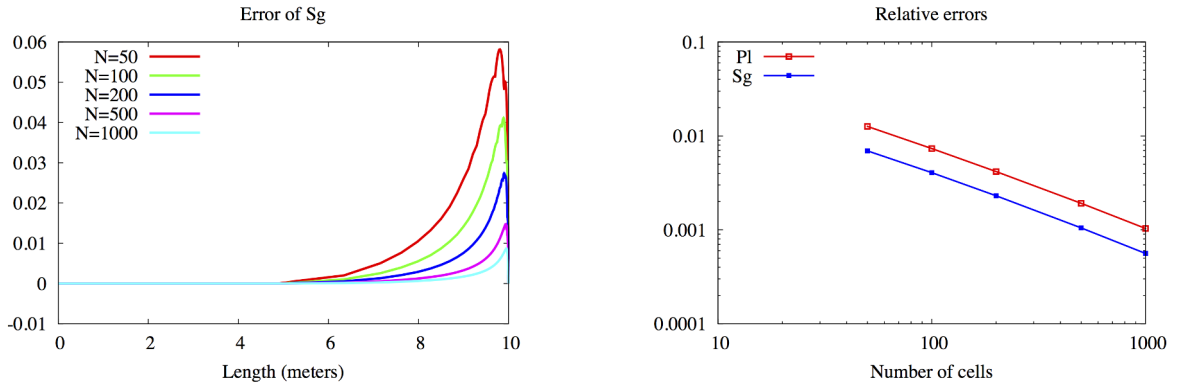 Error of Sg
0.06
0.05
0.04
0.03
0.02
0.01
0
-0.01
N=50
N=100
N=200
N=500
N=1000
0 2 4 6 8 10
Length (meters)
Relative errors
0.1
0.01
0.001
0.0001
Pl
Sg
10 100 1000
Number of cells